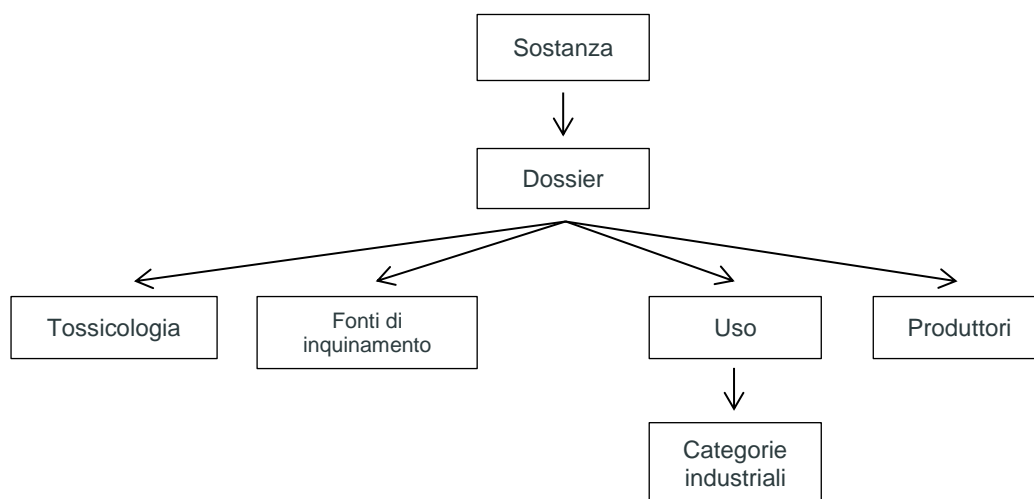 Sostanza
Dossier
Tossicologia
Fonti di
inquinamento
Uso
Produttori
Categorie
industriali